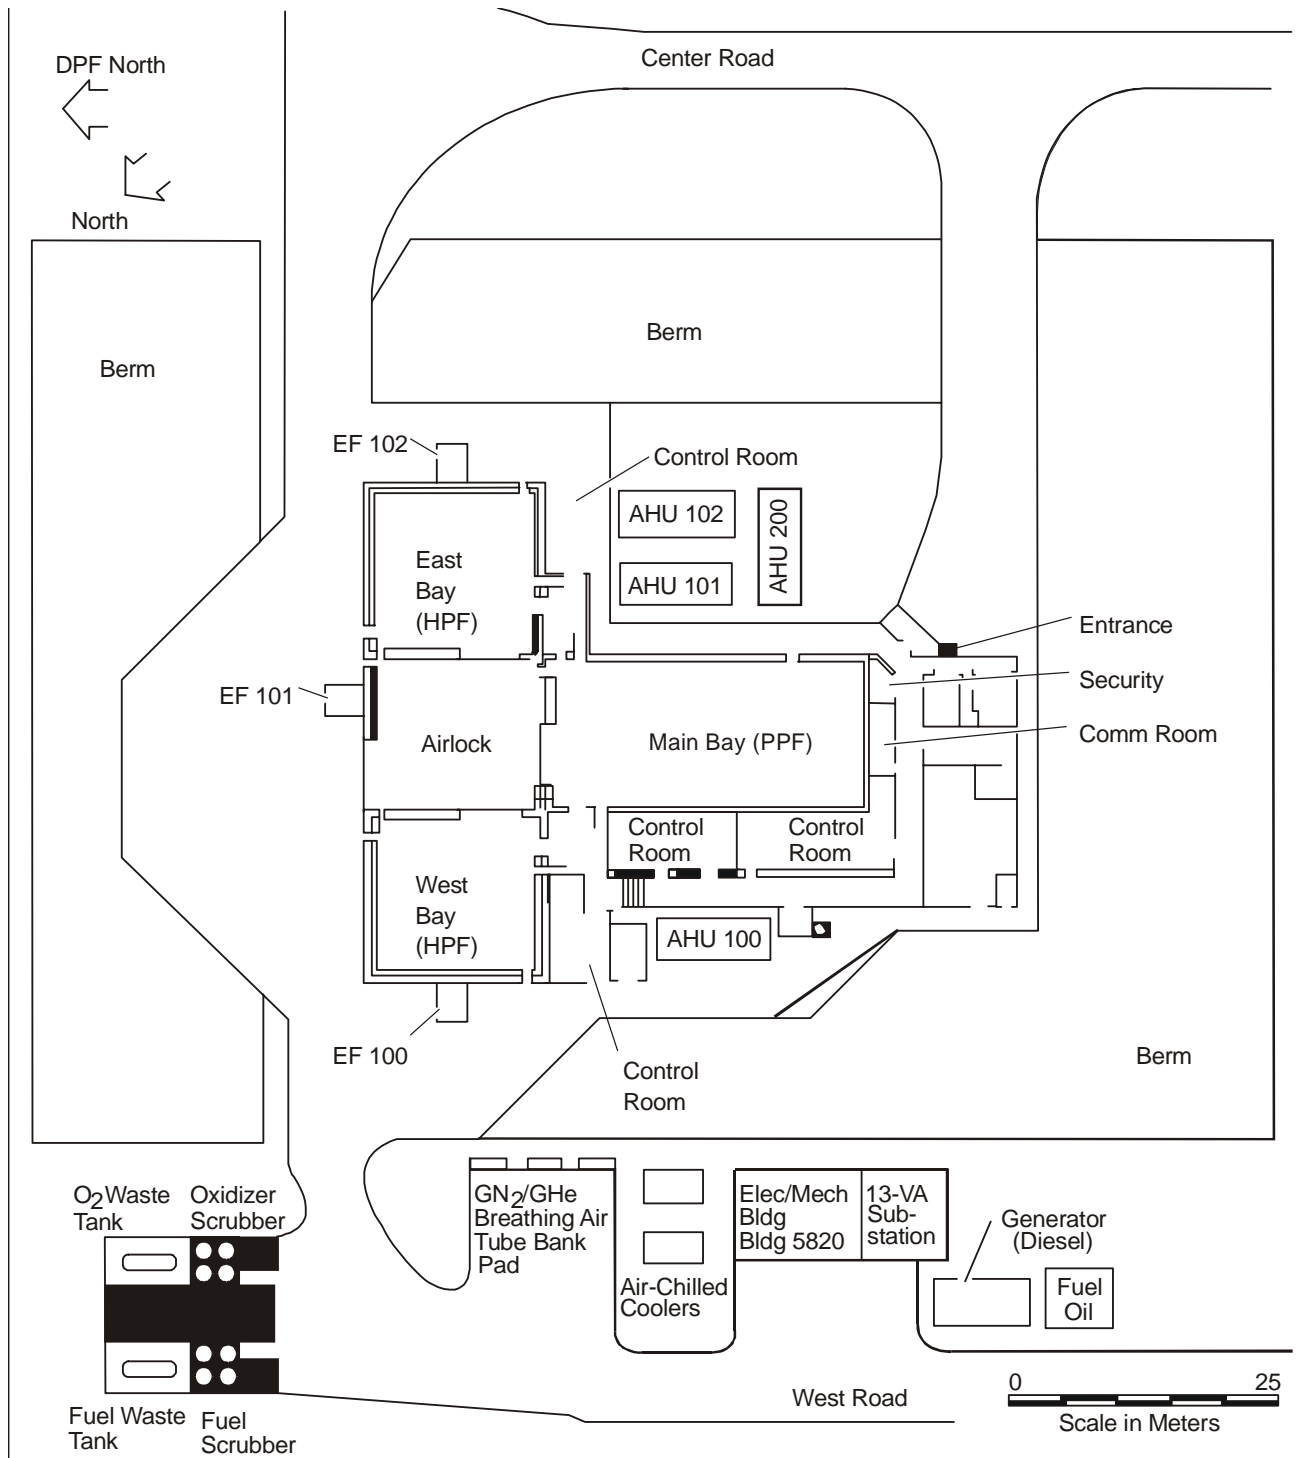 Center Road
DPF North
North
Berm
Berm
EF 102
Control Room
AHU 102
AHU 200
AHU 101
East
Bay
(HPF)
Entrance
Security
EF 101
Airlock
Main Bay (PPF)
Comm Room
Control
Room
Control
Room
West
Bay
(HPF)
AHU 100
EF 100
Control
Room
Berm
O2 Waste
Tank
Oxidizer
Scrubber
GN2/GHe
Breathing Air
Tube Bank
Pad
Air-Chilled
Coolers
Elec/Mech
Bldg
Bldg 5820
13-VA
Sub-
station
Generator
(Diesel)
Fuel
Oil
Fuel Waste
Tank
Fuel
Scrubber
West Road
0 25
Scale in Meters